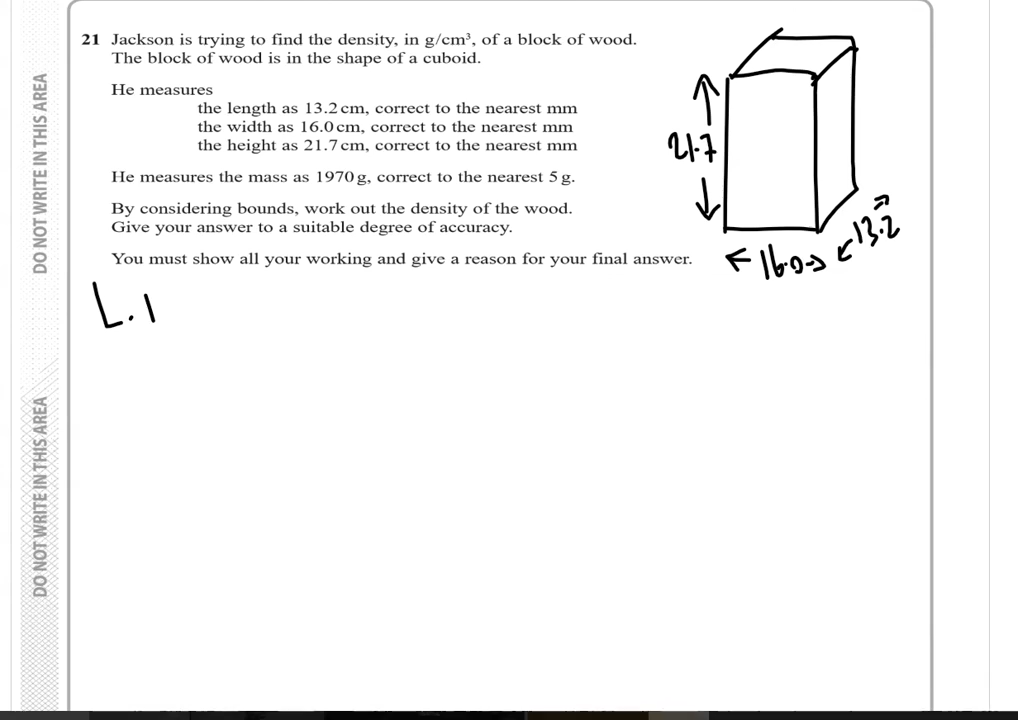 21 Jackson is trying to find the density, in g/cm³, of a block of wood.
The block of wood is in the shape of a cuboid.
He measures
the length as 13.2 cm, correct to the nearest mm
the width as 16.0 cm, correct to the nearest mm
the height as 21.7 cm, correct to the nearest mm
He measures the mass as 1970 g, correct to the nearest 5 g.
By considering bounds, work out the density of the wood.
Give your answer to a suitable degree of accuracy.
You must show all your working and give a reason for your final answer.
21.7
16.0
13.2
L.I
DO NOT WRITE IN THIS AREA
DO NOT WRITE IN THIS AREA